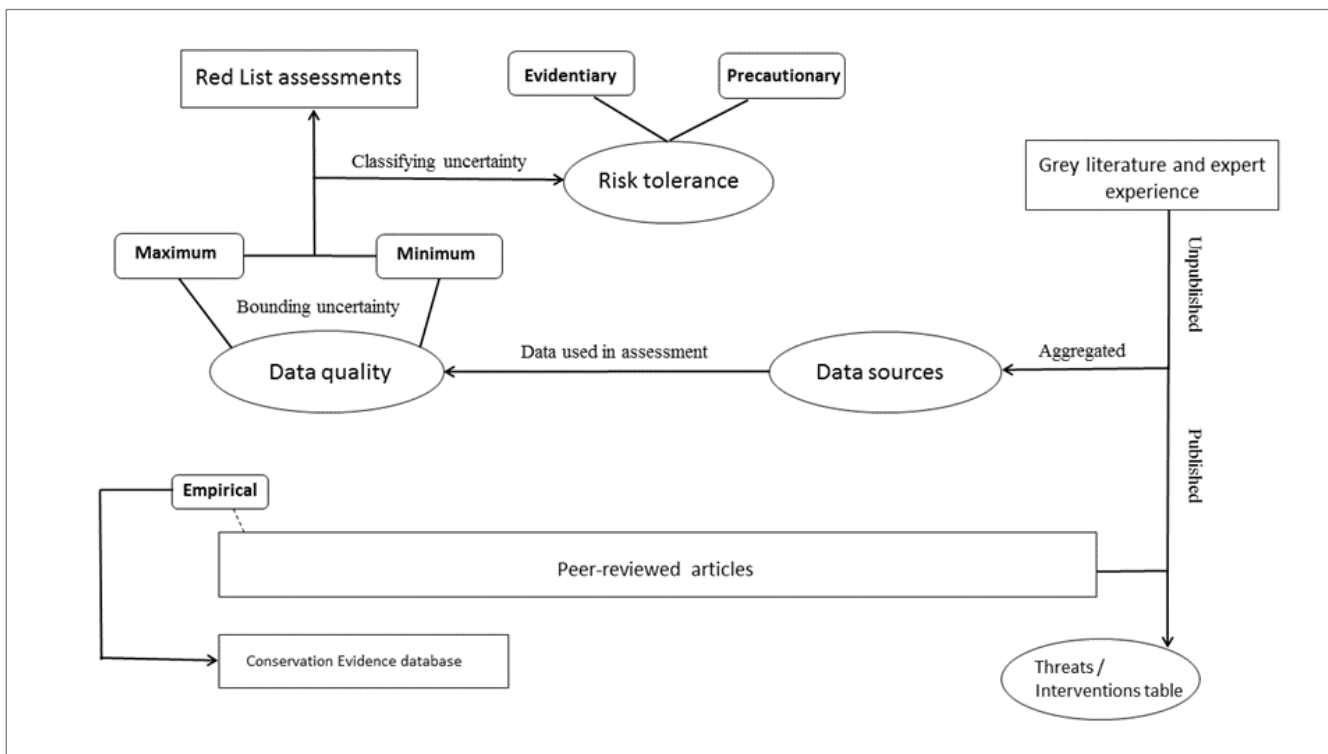 Red List assessments
Evidentiary
Precautionary
Classifying uncertainty
Risk tolerance
Grey literature and expert
experience
Maximum
Minimum
Unpublished
Bounding uncertainty
Data quality
Data used in assessment
Data sources
Aggregated
Published
Empirical
Peer-reviewed articles
Conservation Evidence database
Threats /
Interventions table